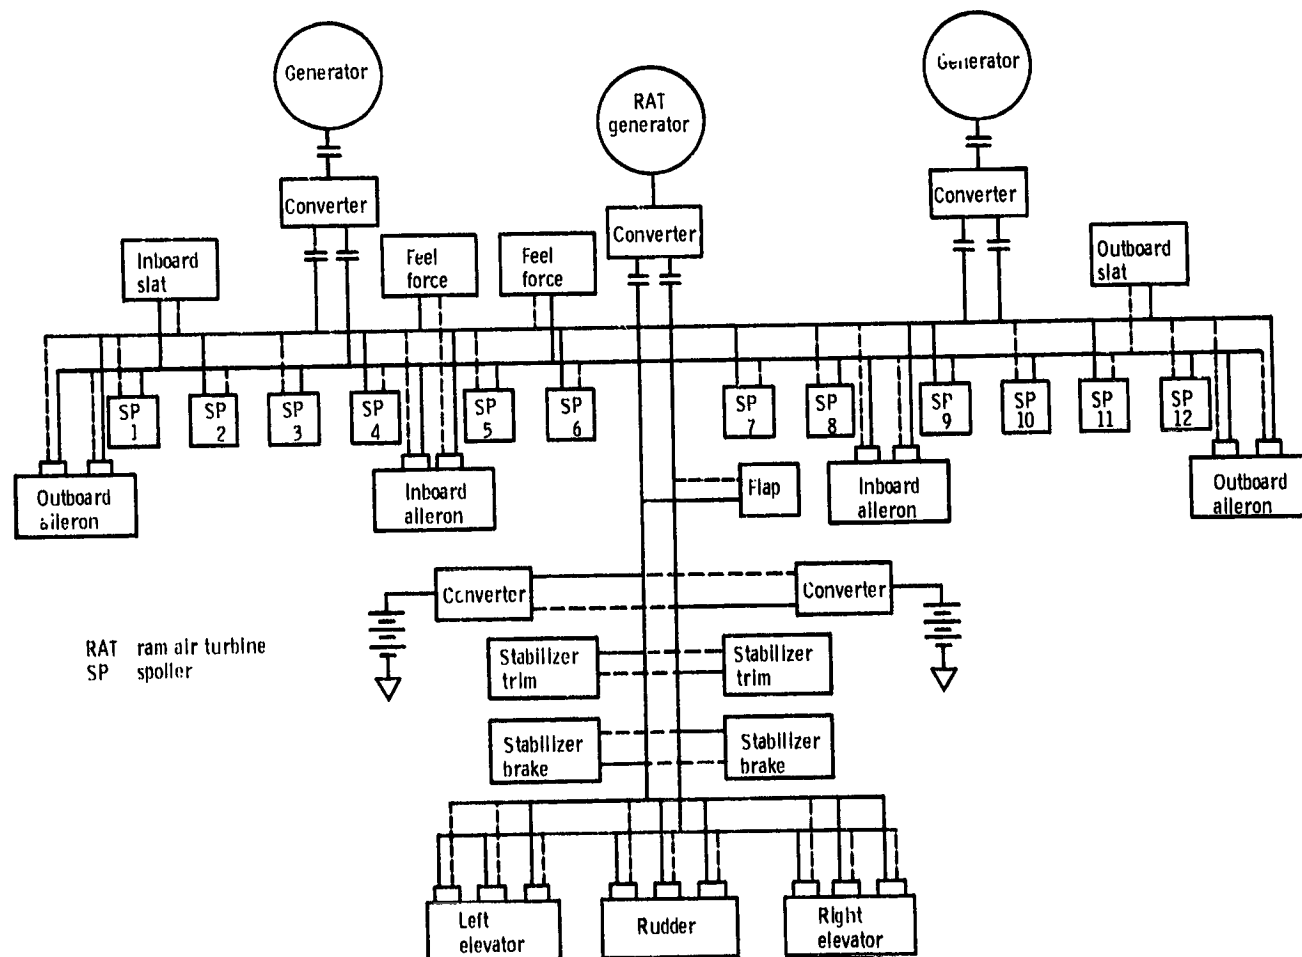 Generator
Generator
RAT
generator
Converter
Converter
Converter
Inboard
slat
Feel
force
Feel
force
Outboard
slat
SP
1
SP
2
SP
3
SP
4
SP
5
SP
6
SP
7
SP
8
SP
9
SP
10
SP
11
SP
12
Outboard
aileron
Inboard
aileron
Flap
Inboard
aileron
Outboard
aileron
Converter
Converter
RAT ram air turbine
SP spoiler
Stabilizer
trim
Stabilizer
trim
Stabilizer
brake
Stabilizer
brake
Left
elevator
Rudder
Right
elevator